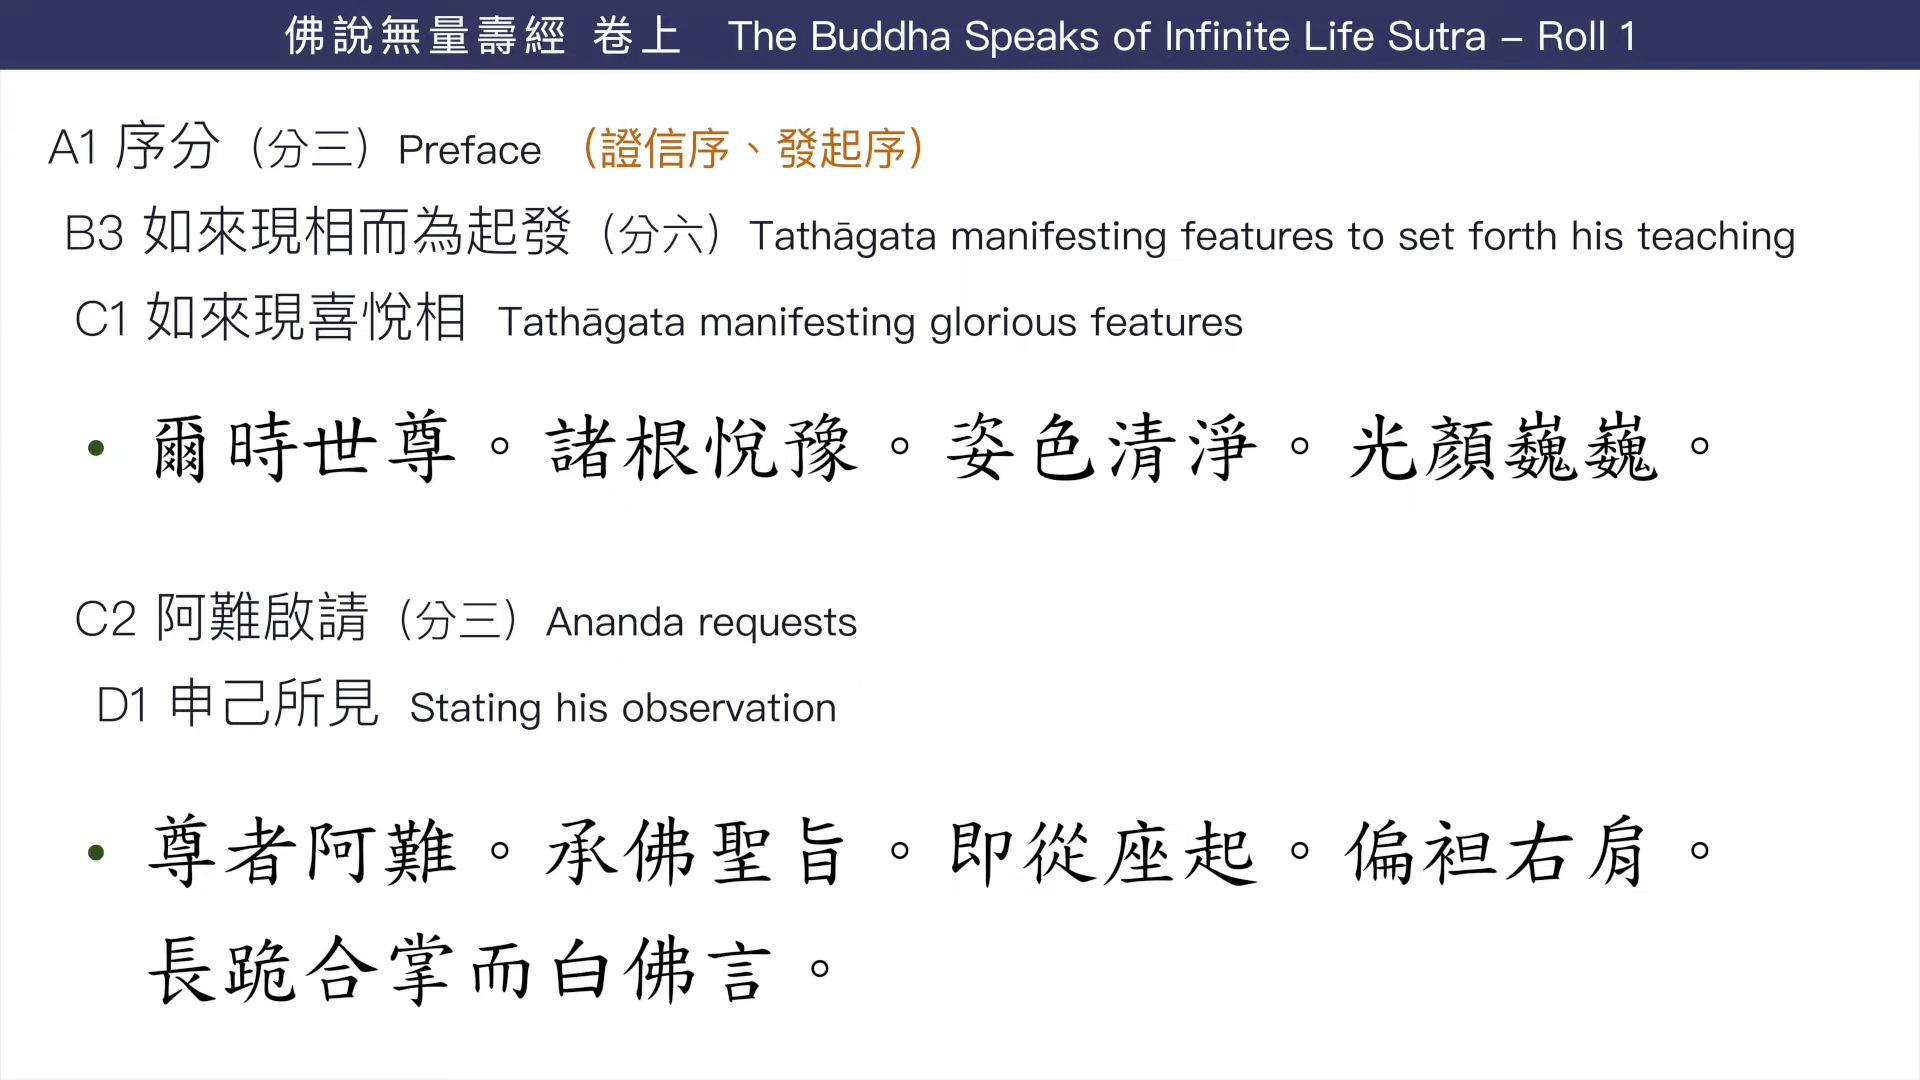 佛說無量壽經 卷上 The Buddha Speaks of Infinite Life Sutra – Roll 1
A1 序分（分三）Preface （證信序、發起序）
B3 如來現相而為起發（分六）Tathāgata manifesting features to set forth his teaching
C1 如來現喜悅相 Tathāgata manifesting glorious features
• 爾時世尊。諸根悅豫。姿色清淨。光顏巍巍。
C2 阿難啟請（分三）Ananda requests
D1 申己所見 Stating his observation
• 尊者阿難。承佛聖旨。即從座起。偏袒右肩。
長跪合掌而白佛言。